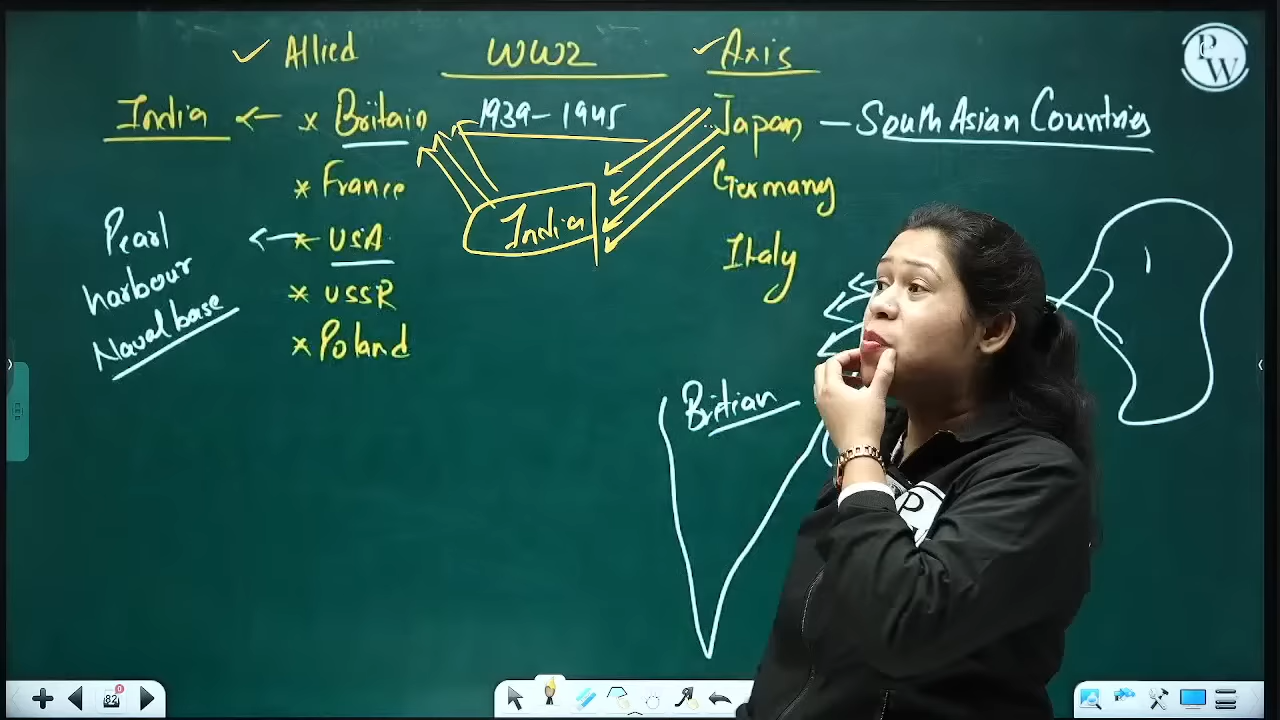 ✓ Allied WW2 ✓ Axis
India ← × Britain 1939-1945 Japan - South Asian Countries
* France Germany
Pearl
harbour
Naval base
← * USA India Italy
* USSR
* Poland
Britian
PW
P
W
82